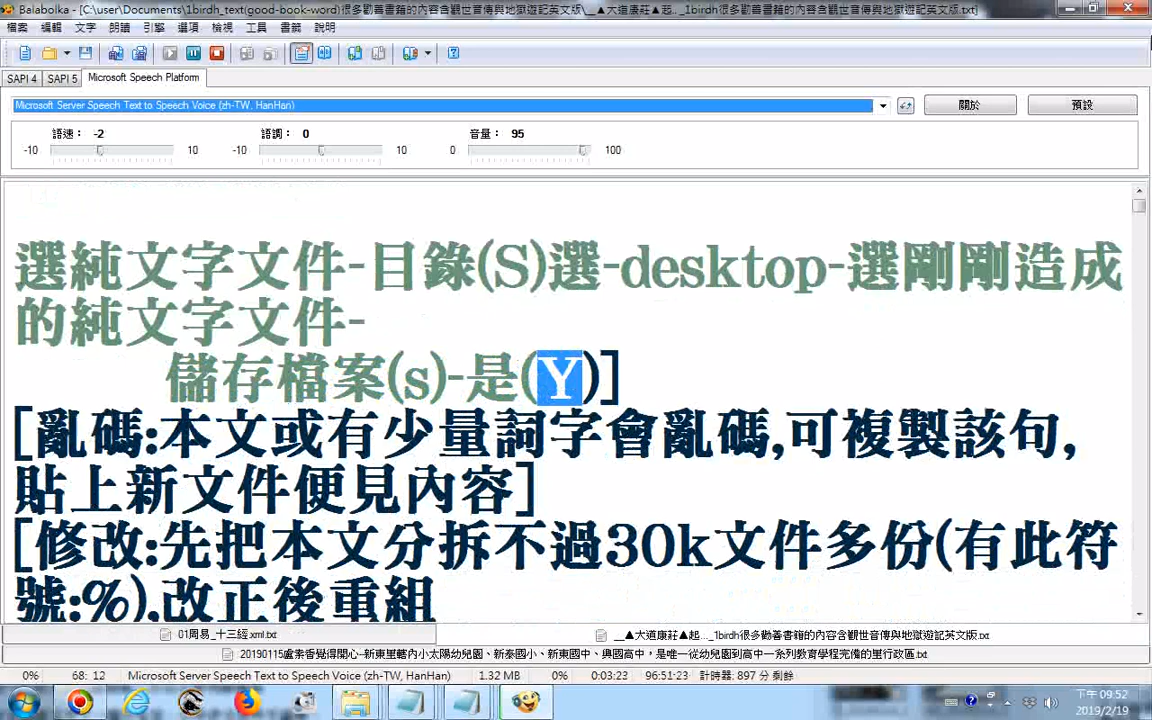 Balabolka - [C:\user\Documents\1birdh_text(good-book-word)很多勸善書籍的內容含觀世音傳與地獄遊記英文版\__▲大道康莊▲起..._1birdh很多勸善書籍的內容含觀世音傳與地獄遊記英文版.txt]
檔案 編輯 文字 朗讀 引擎 選項 檢視 工具 書籤 說明
SAPI 4 SAPI 5 Microsoft Speech Platform
Microsoft Server Speech Text to Speech Voice (zh-TW, HanHan) 關於 預設
語速： -2 語調： 0 音量： 95
-10 10 -10 10 0 100
選純文字文件-目錄(S)選-desktop-選剛剛造成
的純文字文件-
儲存檔案(s)-是(Y)]
[亂碼:本文或有少量詞字會亂碼,可複製該句,
貼上新文件便見內容]
[修改:先把本文分拆不過30k文件多份(有此符
號:%),改正後重組
01周易_十三經.xml.txt __▲大道康莊▲起..._1birdh很多勸善書籍的內容含觀世音傳與地獄遊記英文版.txt
20190115盧素香覺得開心-新東里轄內小太陽幼兒園、新泰國小、新東國中、興國高中，是唯一從幼兒園到高中一系列教育學程完備的里行政區.txt
0% 68: 12 Microsoft Server Speech Text to Speech Voice (zh-TW, HanHan) 1.32 MB 0% 0:03:23 96:51:23 計時器: 897 分 剩餘
下午 09:52
2019/2/19